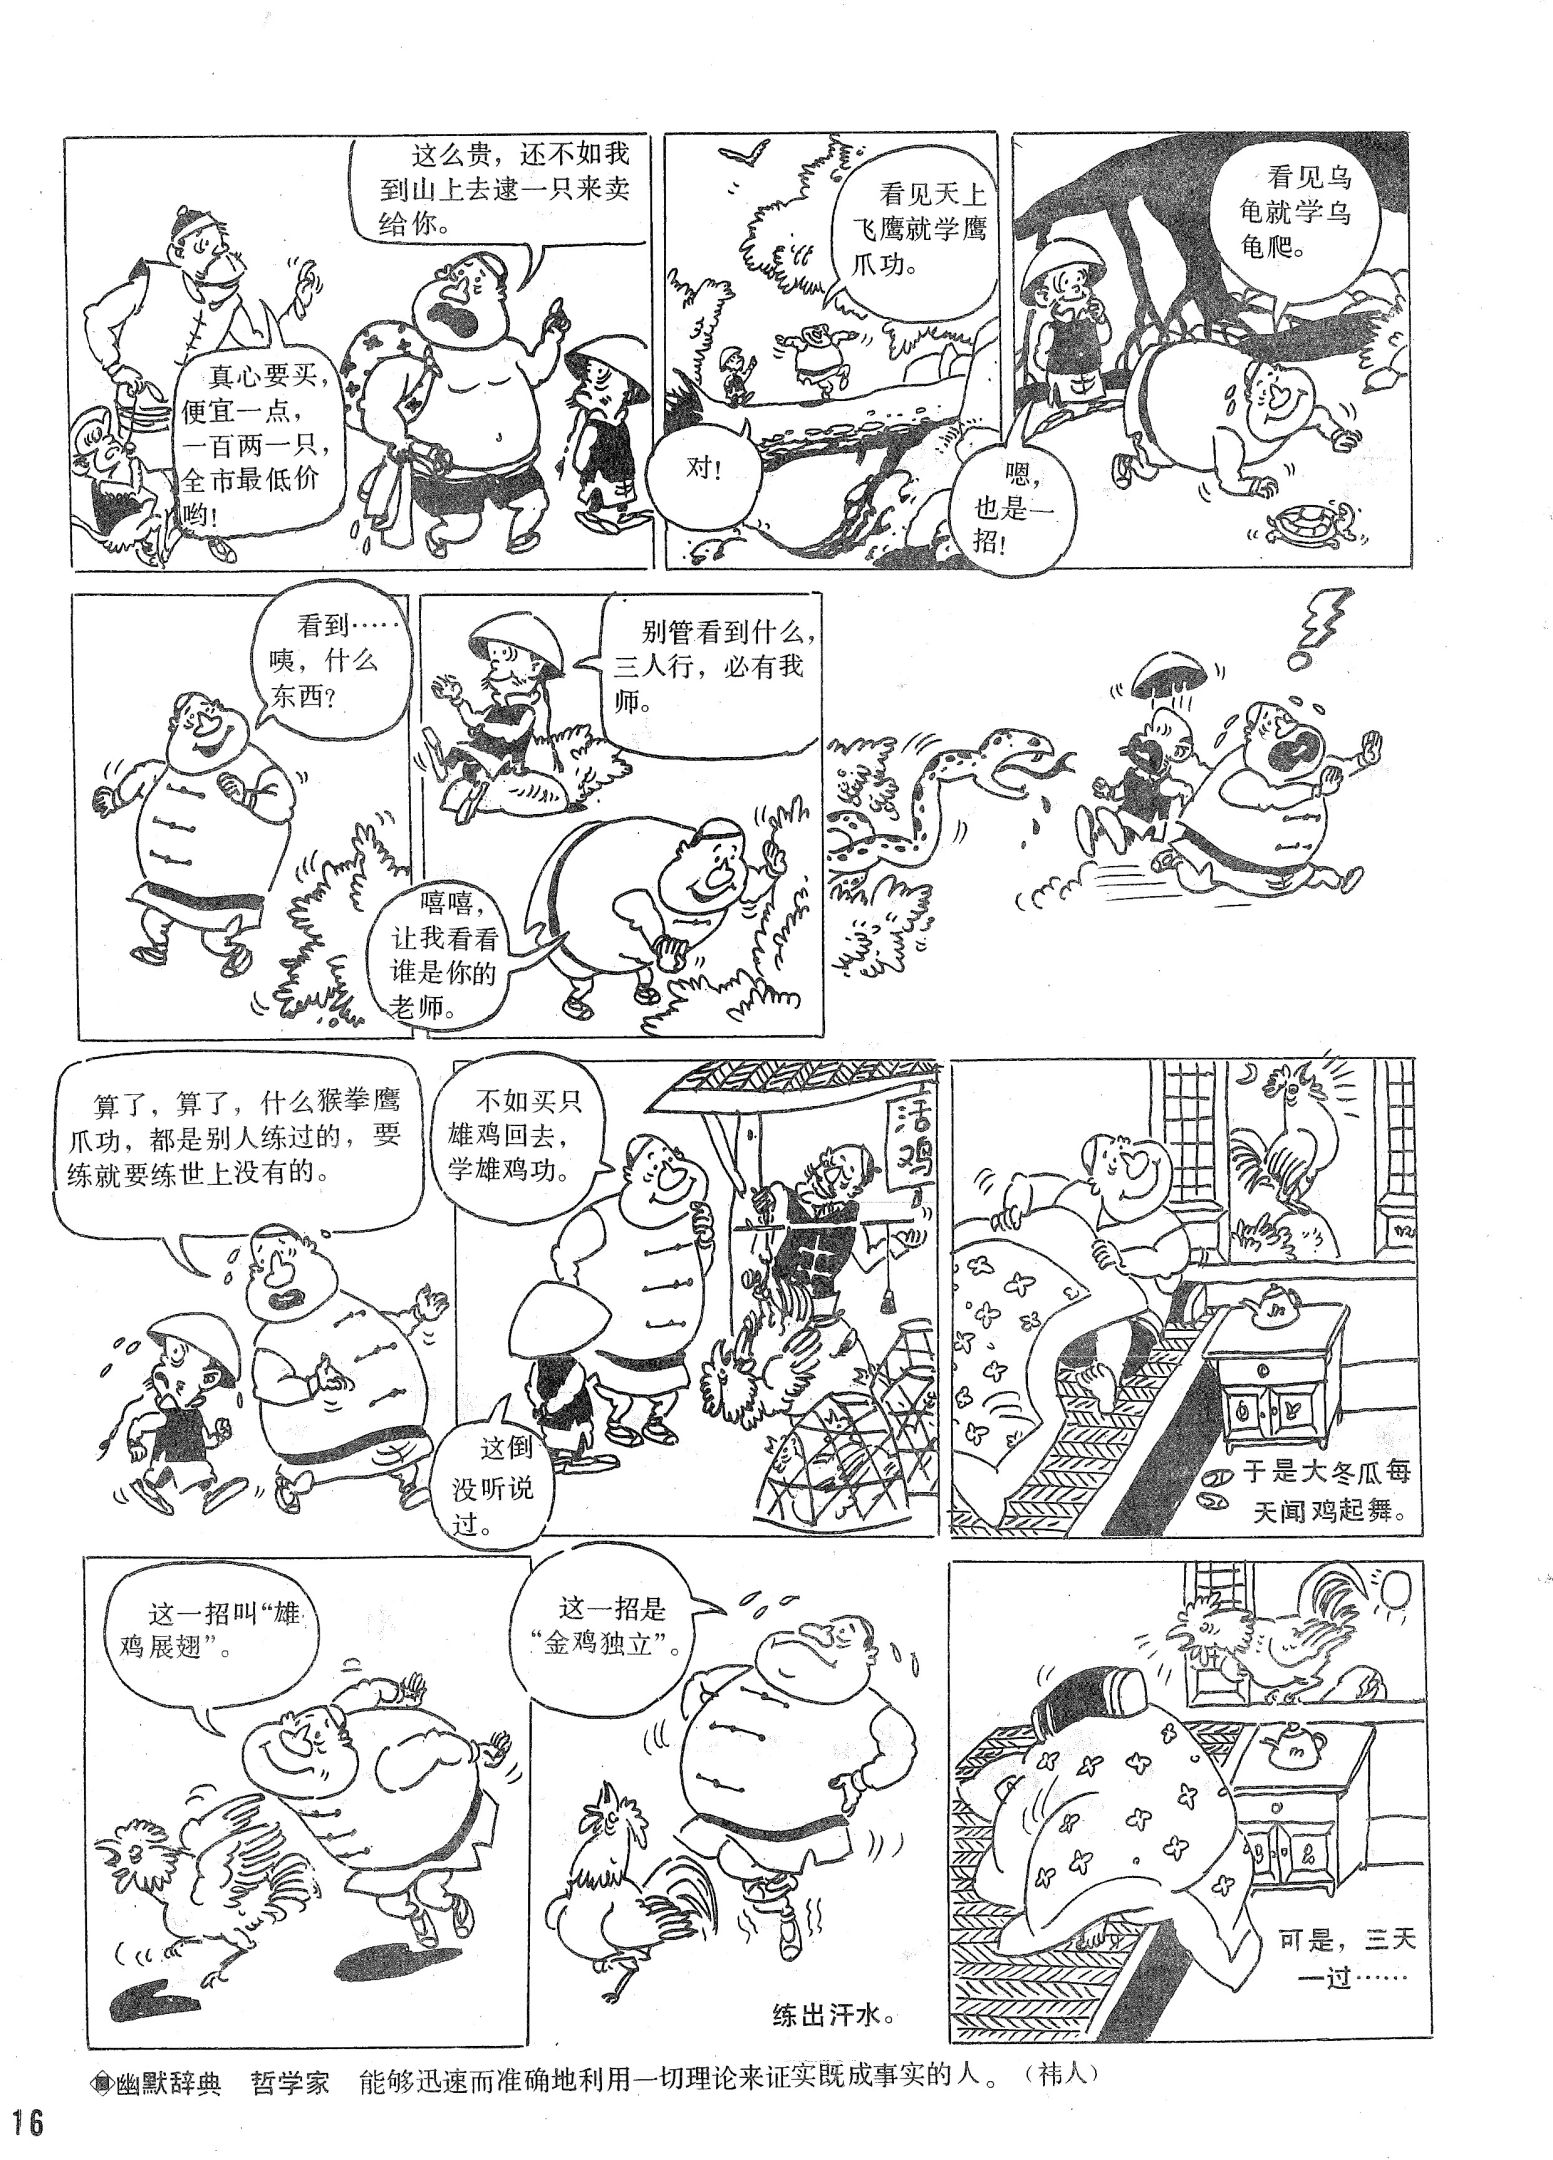 这么贵，还不如我
到山上去逮一只来卖
给你。
真心要买，
便宜一点，
一百两一只，
全市最低价
哟！
看见天上
飞鹰就学鹰
爪功。
对！
看见乌
龟就学乌
龟爬。
嗯，
也是一
招！
看到……
咦，什么
东西？
别管看到什么，
三人行，必有我
师。
嘻嘻，
让我看看
谁是你的
老师。
算了，算了，什么猴拳鹰
爪功，都是别人练过的，要
练就要练世上没有的。
不如买只
雄鸡回去，
学雄鸡功。
活鸡
这倒
没听说
过。
于是大冬瓜每
天闻鸡起舞。
这一招叫“雄
鸡展翅”。
这一招是
“金鸡独立”。
练出汗水。
可是，三天
一过……
幽默辞典 哲学家 能够迅速而准确地利用一切理论来证实既成事实的人。（祎人）
16